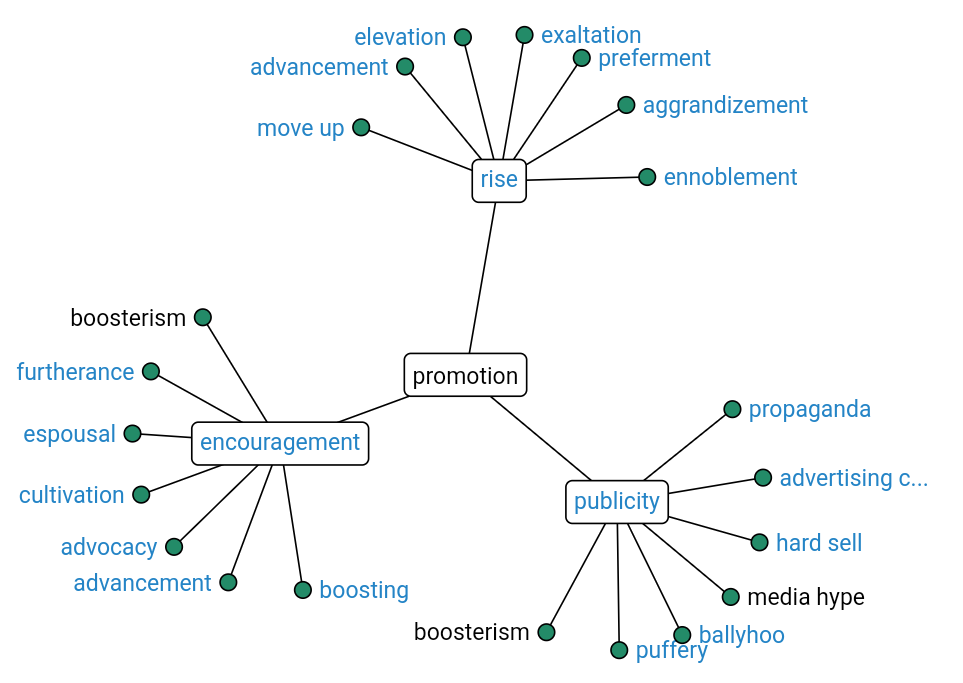 elevation
exaltation
advancement
preferment
move up
aggrandizement
rise
ennoblement
boosterism
furtherance
espousal
encouragement
cultivation
advocacy
advancement
boosting
promotion
propaganda
advertising c...
publicity
hard sell
media hype
boosterism
ballyhoo
puffery